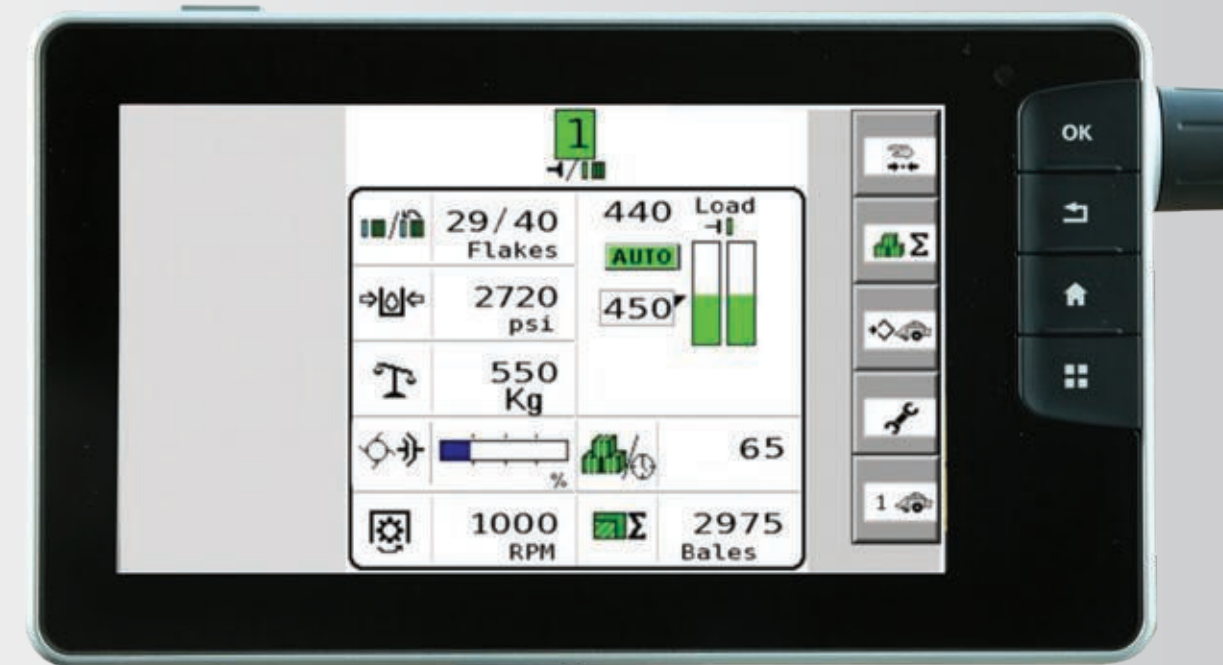 1
29/40
Flakes
440 Load
AUTO
2720
psi
450
550
Kg
%
65
1000
RPM
2975
Bales
Σ
Σ
1
OK